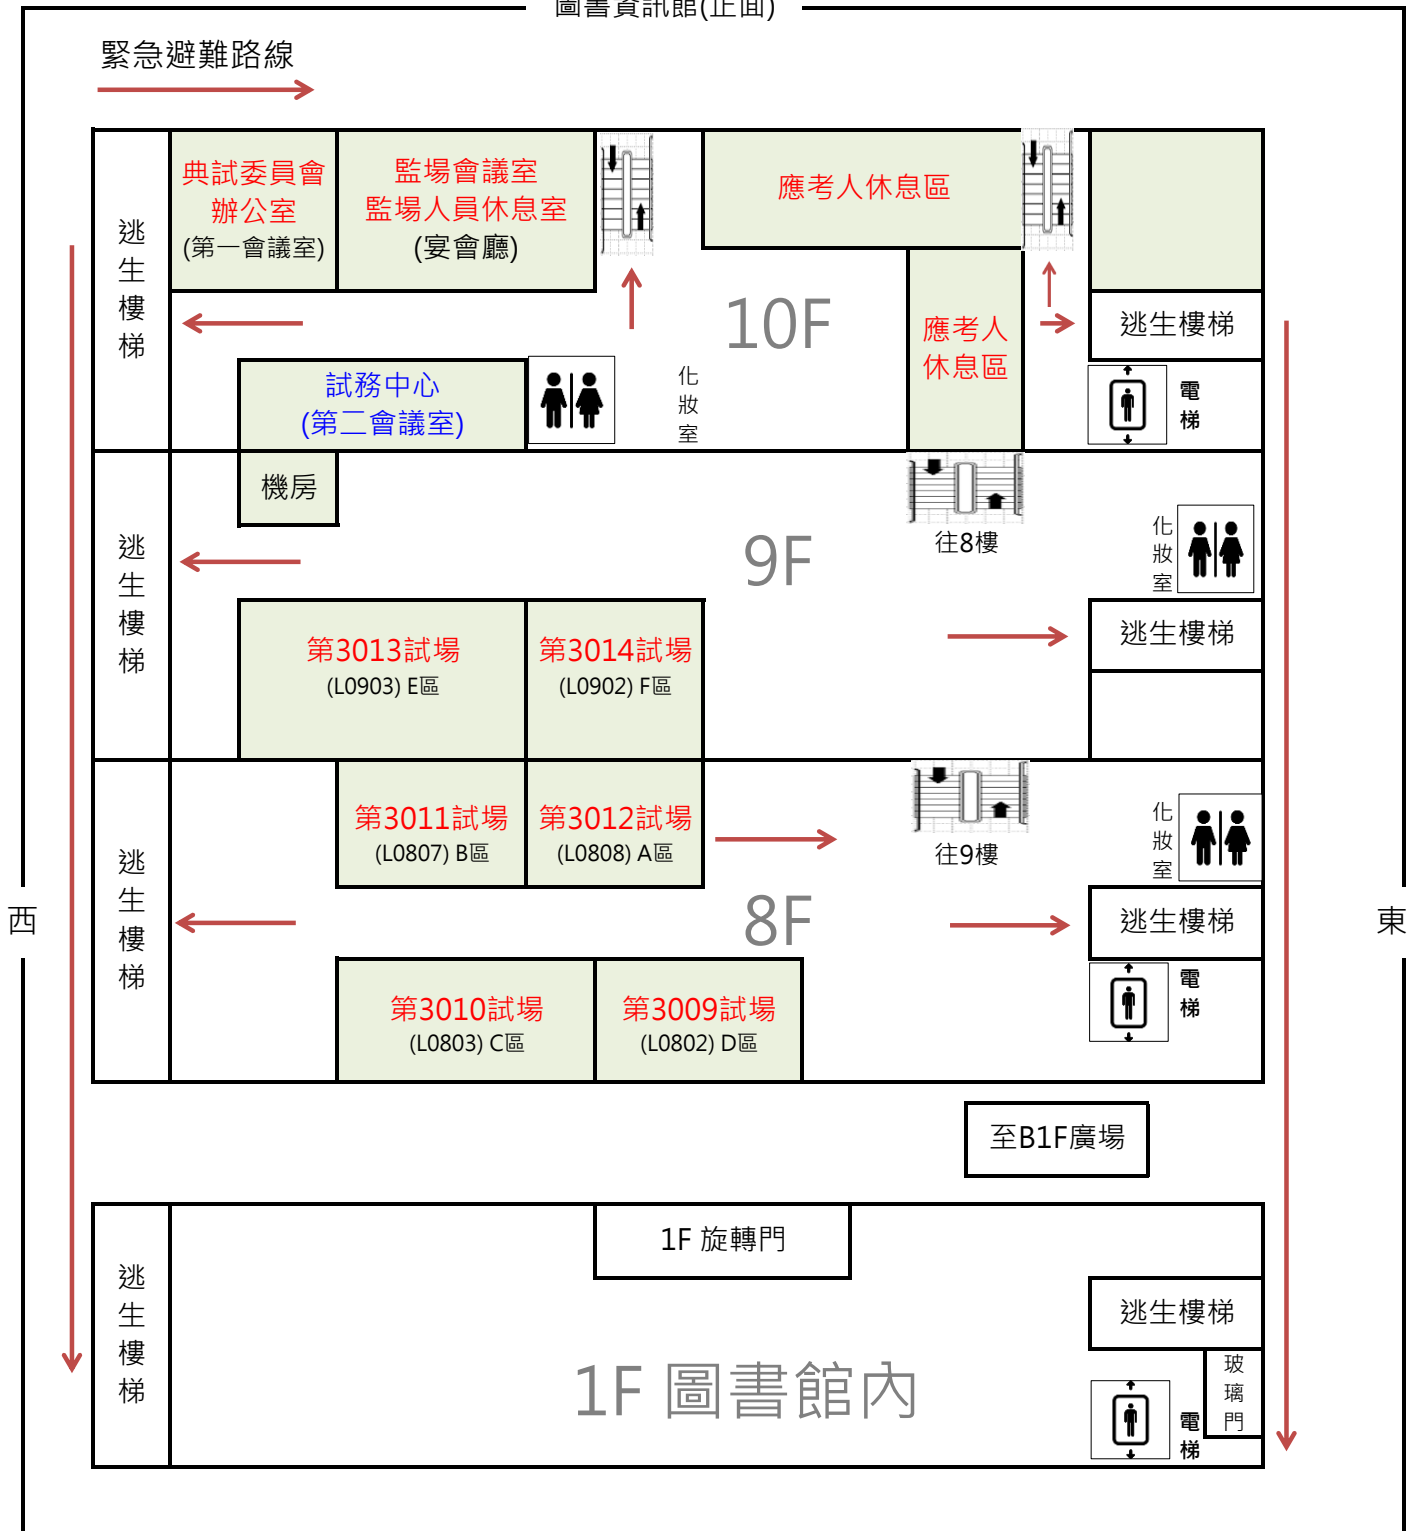 圖書資訊館(正面)
緊急避難路線
逃生樓梯
典試委員會
辦公室
(第一會議室)
監場會議室
監場人員休息室
(宴會廳)
應考人休息區
10F
應考人
休息區
逃生樓梯
試務中心
(第二會議室)
化妝室
電梯
機房
逃生樓梯
9F
往8樓
化妝室
第3013試場
(L0903) E區
第3014試場
(L0902) F區
逃生樓梯
逃生樓梯
第3011試場
(L0807) B區
第3012試場
(L0808) A區
往9樓
化妝室
西
8F
逃生樓梯
東
第3010試場
(L0803) C區
第3009試場
(L0802) D區
電梯
至B1F廣場
1F 旋轉門
逃生樓梯
逃生樓梯
1F 圖書館內
玻璃門
電梯